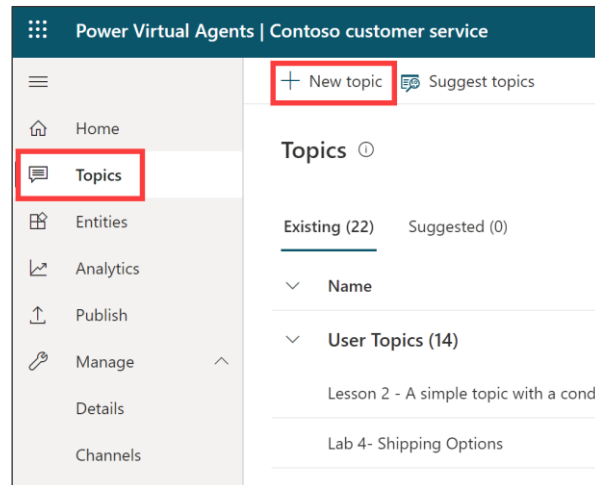 Power Virtual Agents | Contoso customer service
New topic
Suggest topics
Home
Topics
Entities
Analytics
Publish
Manage
Details
Channels
Topics
Existing (22)
Suggested (0)
Name
User Topics (14)
Lesson 2 - A simple topic with a cond
Lab 4- Shipping Options